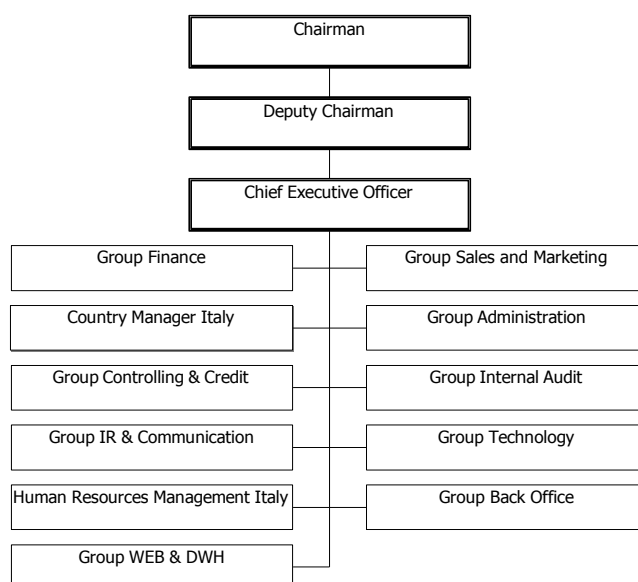 Chairman
Deputy Chairman
Chief Executive Officer
Group Finance
Group Sales and Marketing
Country Manager Italy
Group Administration
Group Controlling & Credit
Group Internal Audit
Group IR & Communication
Group Technology
Human Resources Management Italy
Group Back Office
Group WEB & DWH